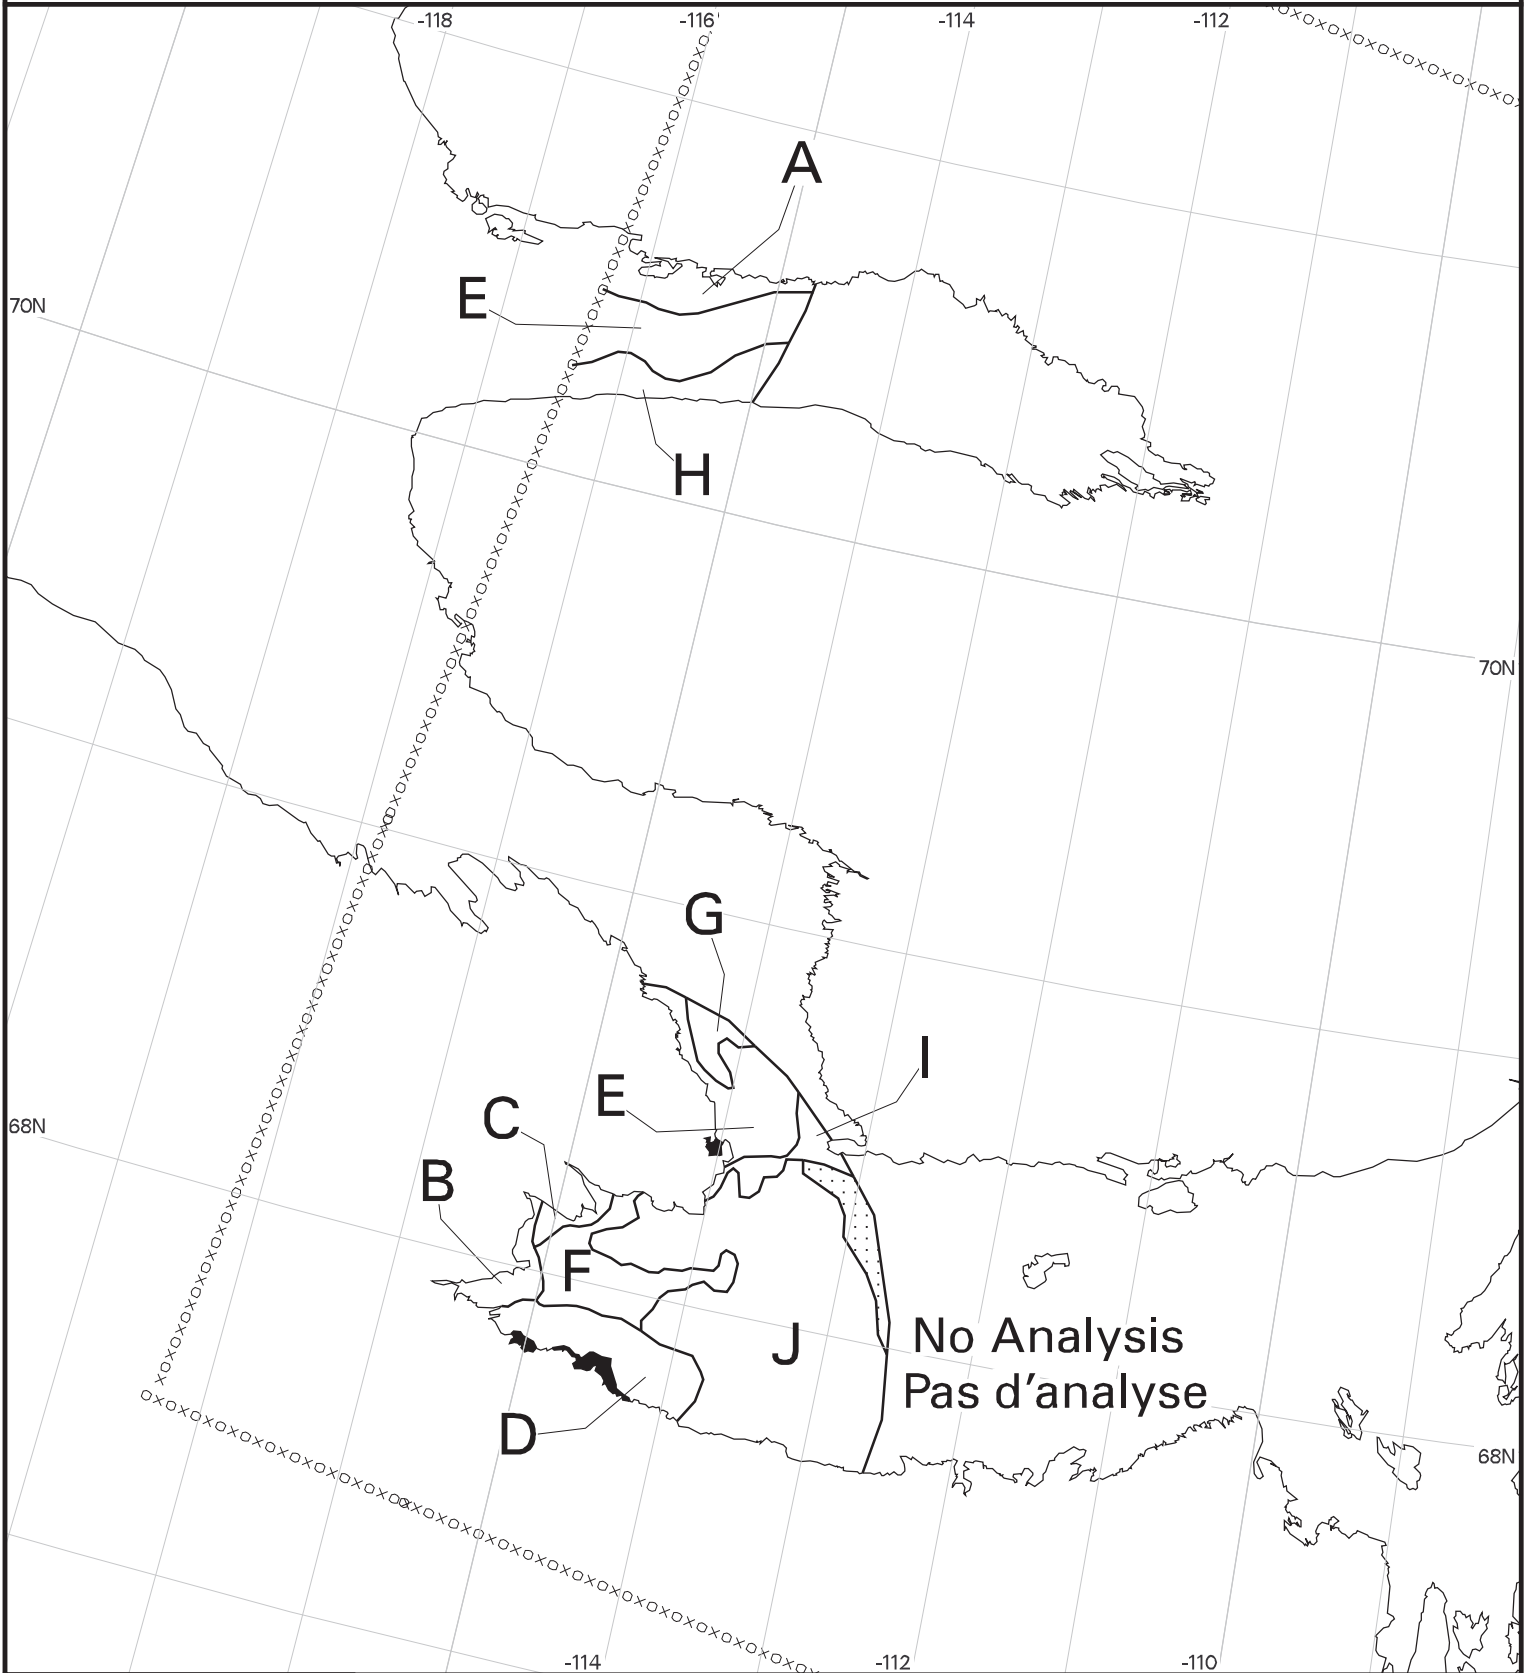 -118
-116
-114
-112
A
E
70N
H
70N
G
I
E
C
68N
B
F
J
No Analysis
Pas d'analyse
D
68N
-114
-112
-110